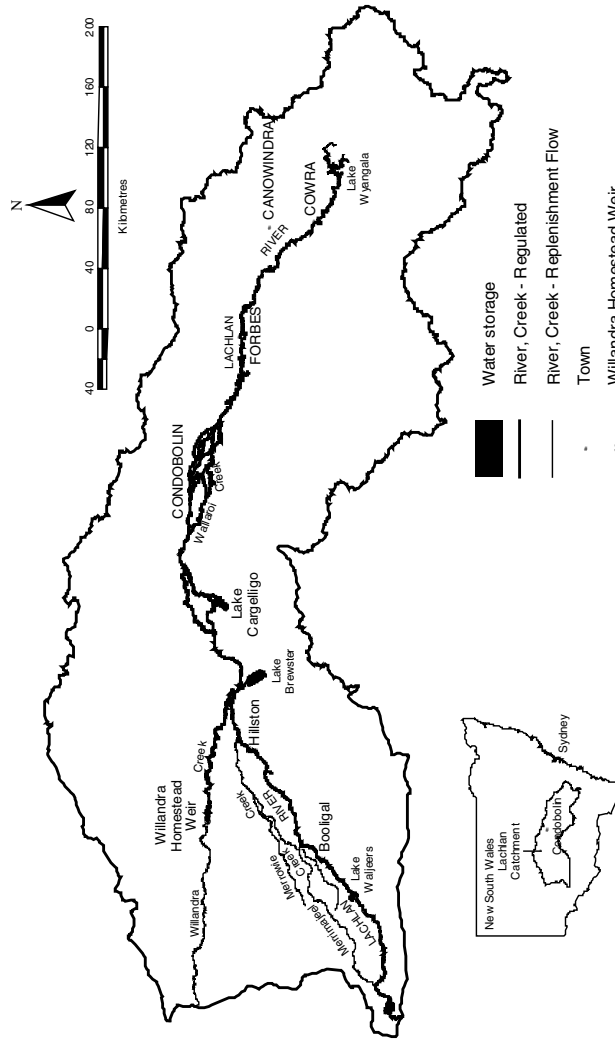 N
40 0 40 80 120 160 200
Kilometres
CANOWINDRA
COWRA
Lake
Wyangala
RIVER
LACHLAN
FORBES
CONDOBOLIN
Wallaroi
Creek
Lake
Cargelligo
Lake
Brewster
Hillston
Willandra
Homestead
Weir
Creek
Willandra
Merrowe
Creek
Merrimajeel
Creek
RIVER
LACHLAN
Booligal
Lake
Waljeers
Water storage
River, Creek - Regulated
River, Creek - Replenishment Flow
Town
Willandra Homestead Weir
New South Wales
Lachlan
Catchment
Condobolin
Sydney